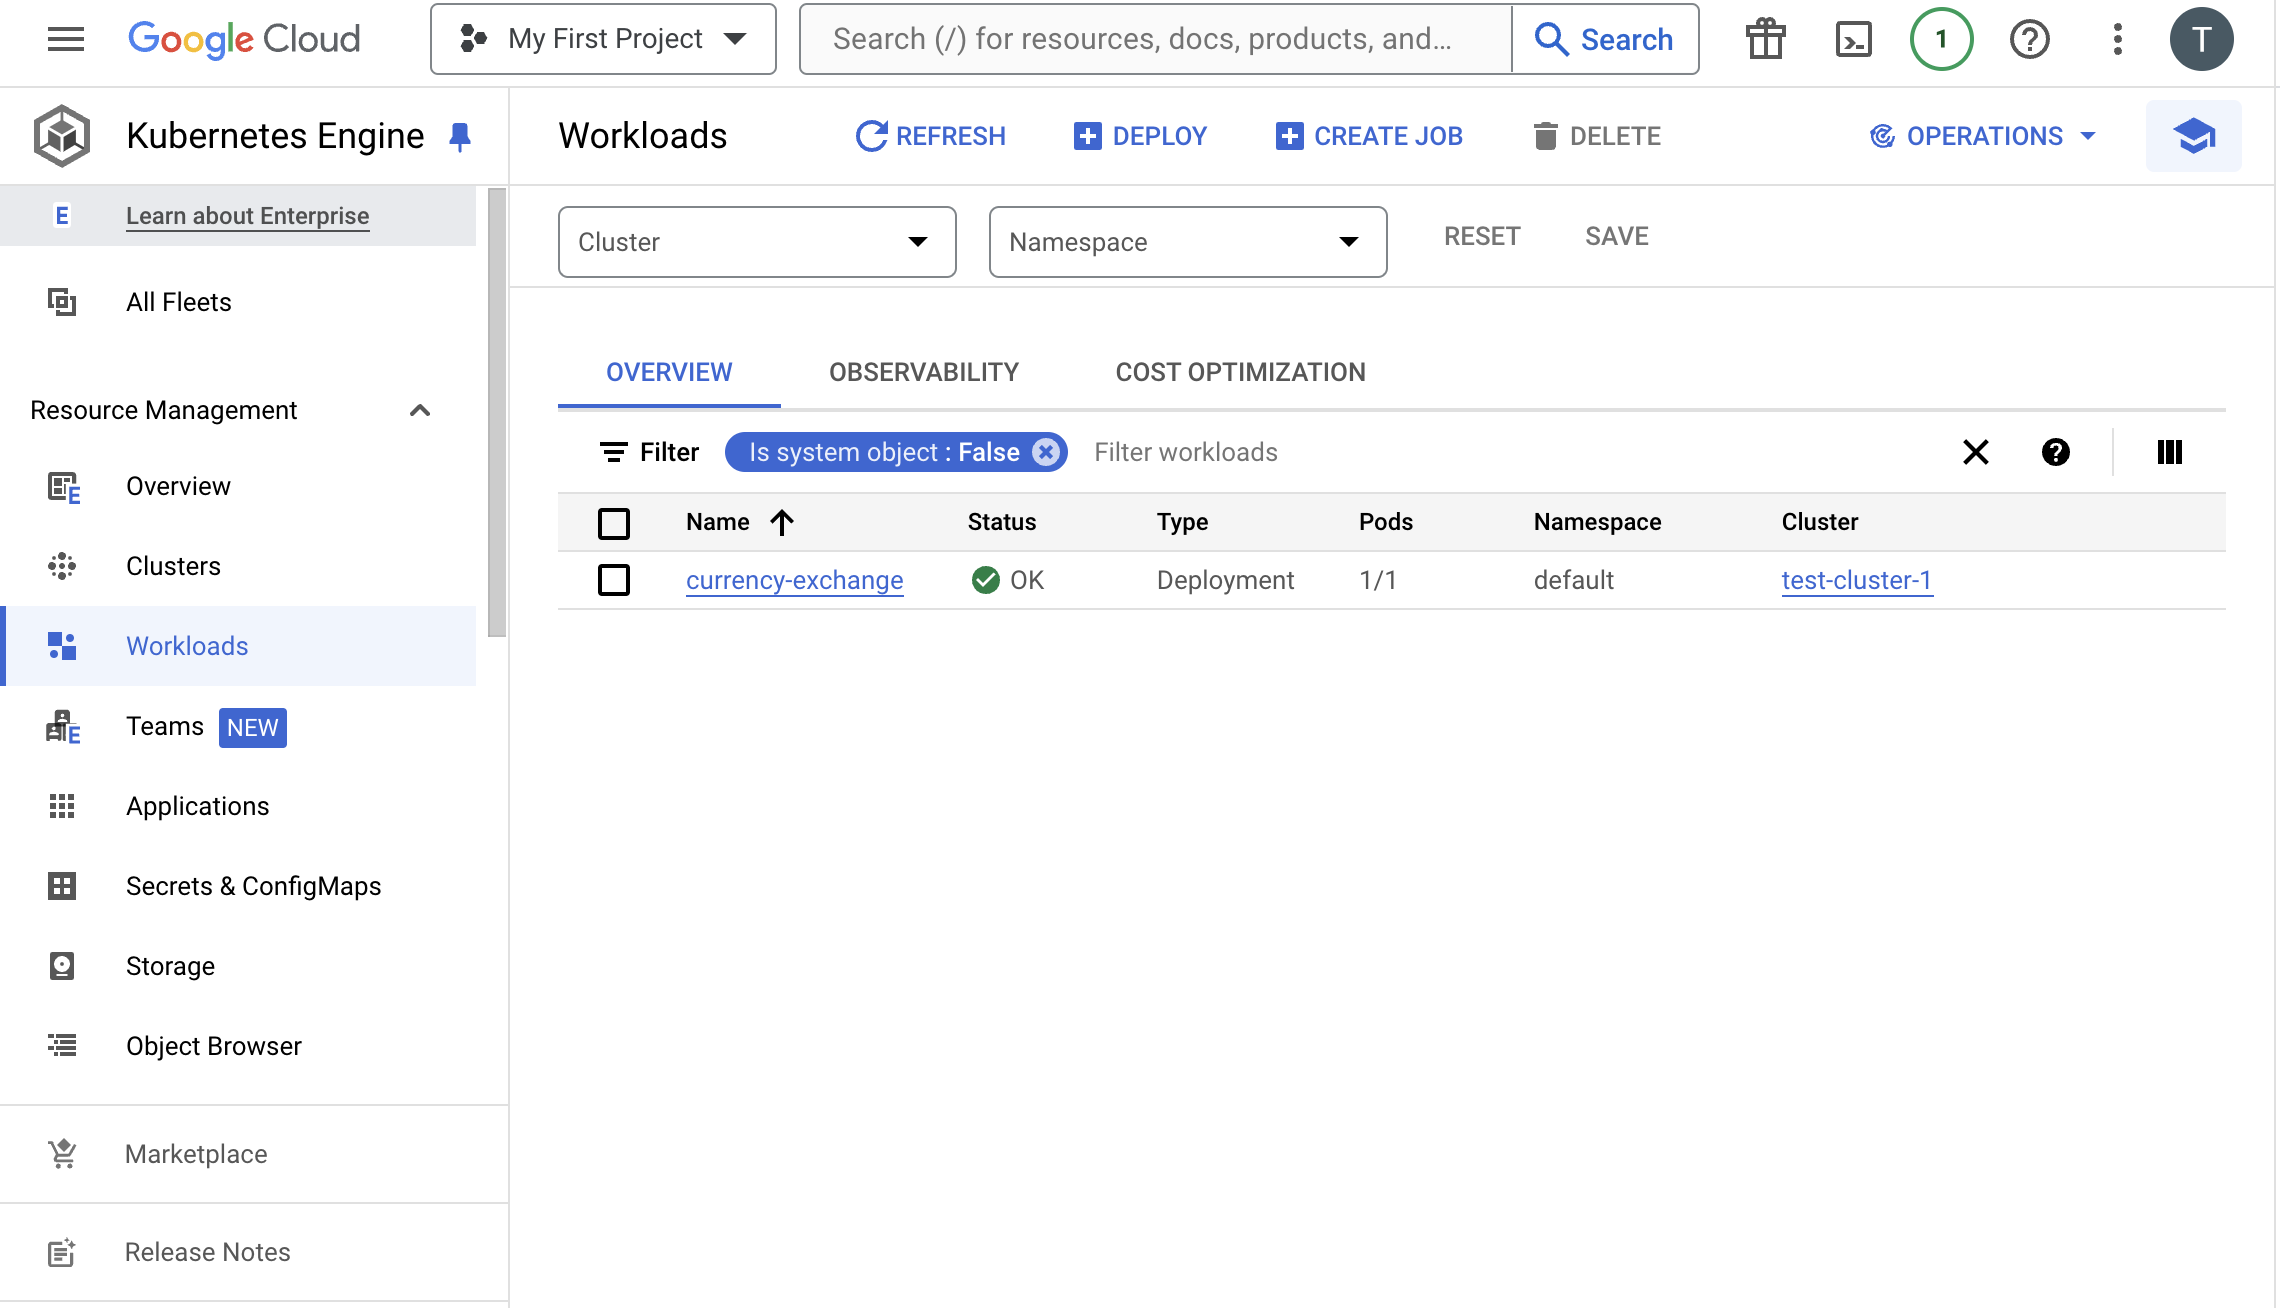 Google Cloud
My First Project
Search (/) for resources, docs, products, and...
Search
1
T
Kubernetes Engine
Workloads
REFRESH
DEPLOY
CREATE JOB
DELETE
OPERATIONS
E Learn about Enterprise
All Fleets
Resource Management
E Overview
Clusters
Workloads
E Teams NEW
Applications
Secrets & ConfigMaps
Storage
Object Browser
Marketplace
Release Notes
Cluster
Namespace
RESET
SAVE
OVERVIEW
OBSERVABILITY
COST OPTIMIZATION
Filter Is system object : False Filter workloads
Name Status Type Pods Namespace Cluster
currency-exchange OK Deployment 1/1 default test-cluster-1